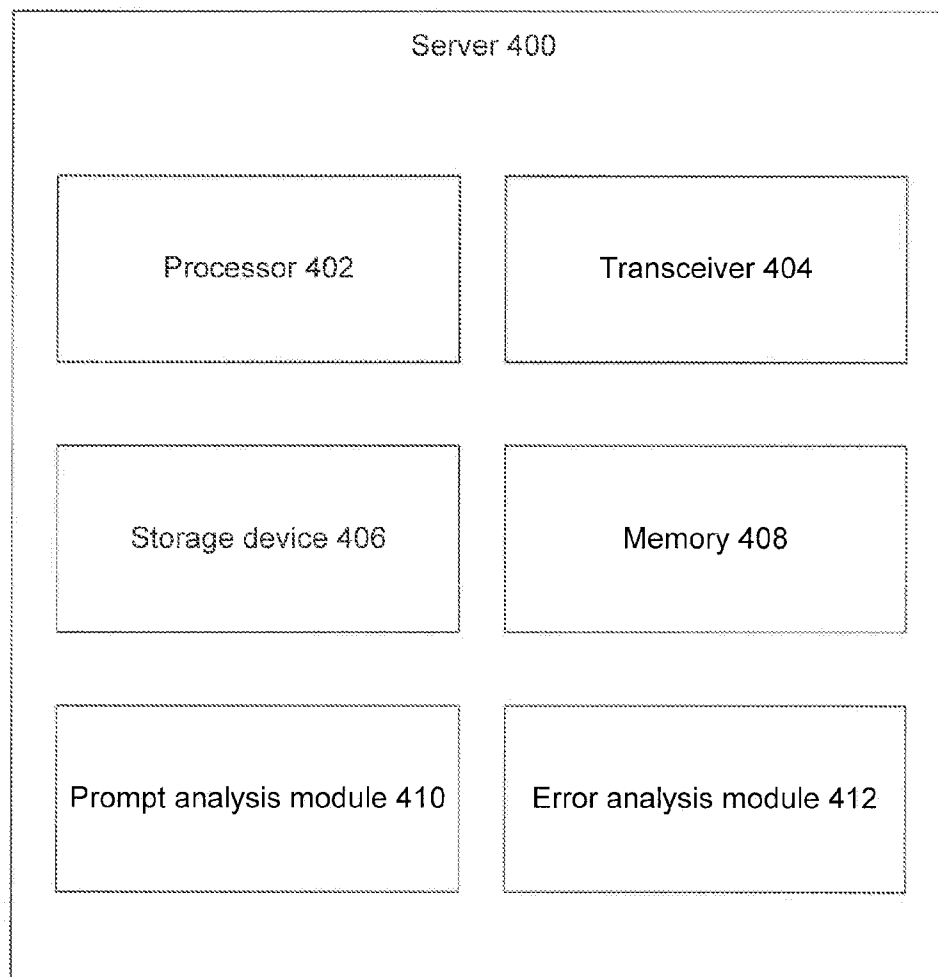 Server 400
Processor 402
Transceiver 404
Storage device 406
Memory 408
Prompt analysis module 410
Error analysis module 412